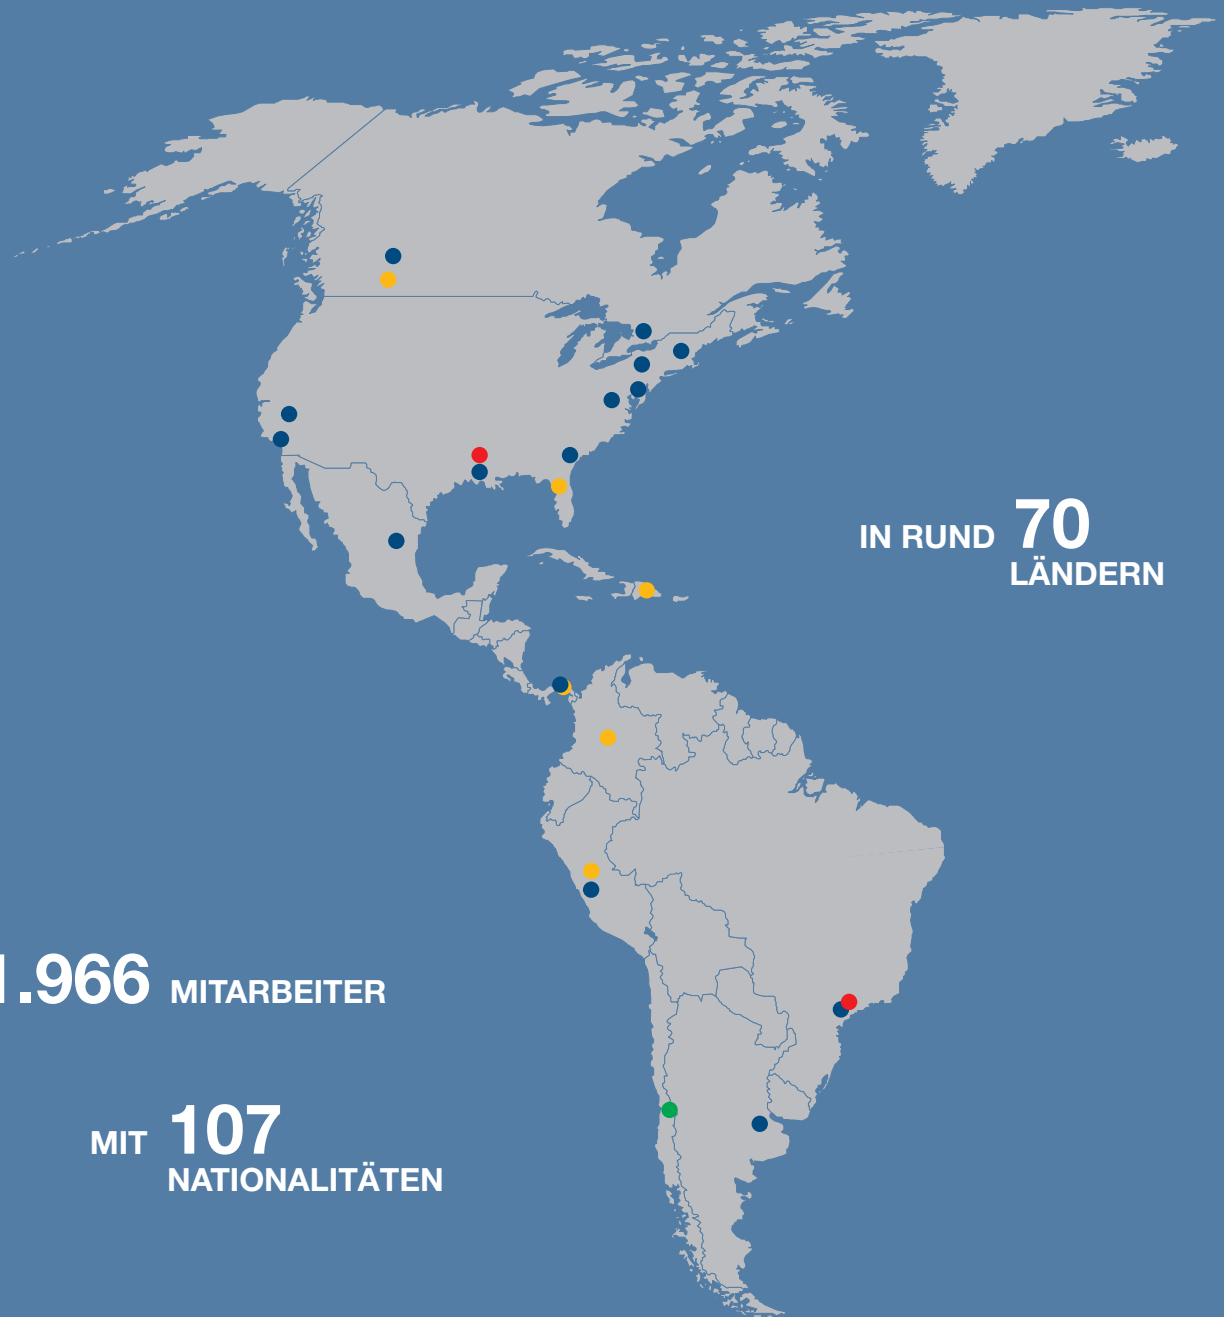 IN RUND 70
LÄNDERN
.966 MITARBEITER
MIT 107
NATIONALITÄTEN